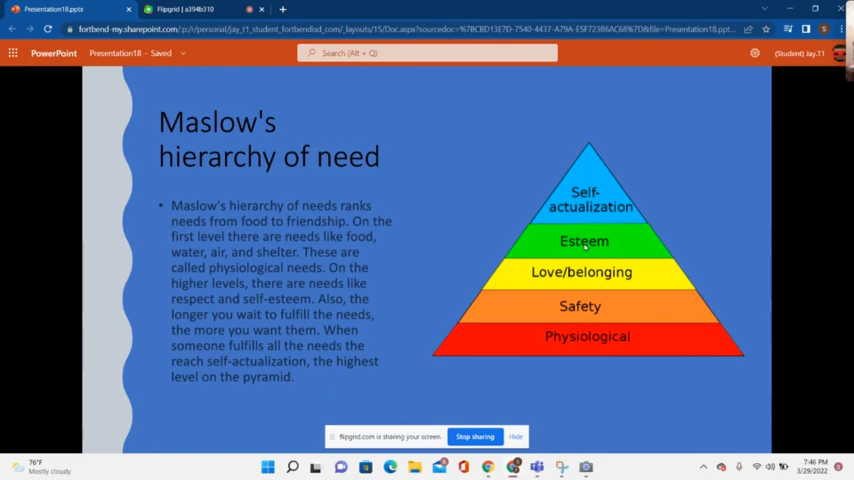 Presentation18.pptx
Flipgrid | a394b310
fortbend-my.sharepoint.com/:p:/r/personal/jay_t1_student_fortbendisd_com/_layouts/15/Doc.aspx?sourcedoc=%7BCBD13E7D-7540-4437-A79A-E5F723B6AC68%7D&file=Presentation18.ppt...
PowerPoint
Presentation18 - Saved
Search (Alt + Q)
(Student) Jay.T1
Maslow's
hierarchy of need
• Maslow's hierarchy of needs ranks
needs from food to friendship. On the
first level there are needs like food,
water, air, and shelter. These are
called physiological needs. On the
higher levels, there are needs like
respect and self-esteem. Also, the
longer you wait to fulfill the needs,
the more you want them. When
someone fulfills all the needs the
reach self-actualization, the highest
level on the pyramid.
Self-
actualization
Esteem
Love/belonging
Safety
Physiological
flipgrid.com is sharing your screen.
Stop sharing
Hide
76°F
Mostly cloudy
7:46 PM
3/29/2022